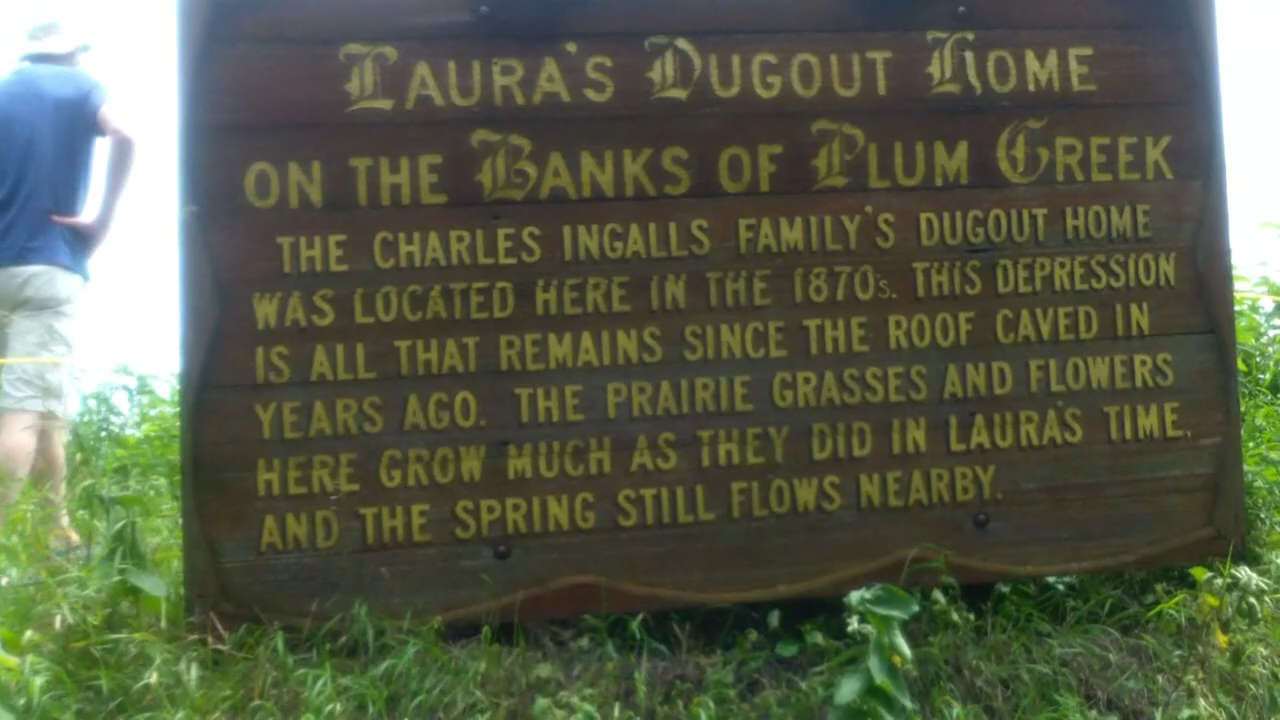 LAURA'S DUGOUT HOME
ON THE BANKS OF PLUM CREEK
THE CHARLES INGALLS FAMILY'S DUGOUT HOME
WAS LOCATED HERE IN THE 1870s. THIS DEPRESSION
IS ALL THAT REMAINS SINCE THE ROOF CAVED IN
YEARS AGO. THE PRAIRIE GRASSES AND FLOWERS
HERE GROW MUCH AS THEY DID IN LAURA'S TIME,
AND THE SPRING STILL FLOWS NEARBY.